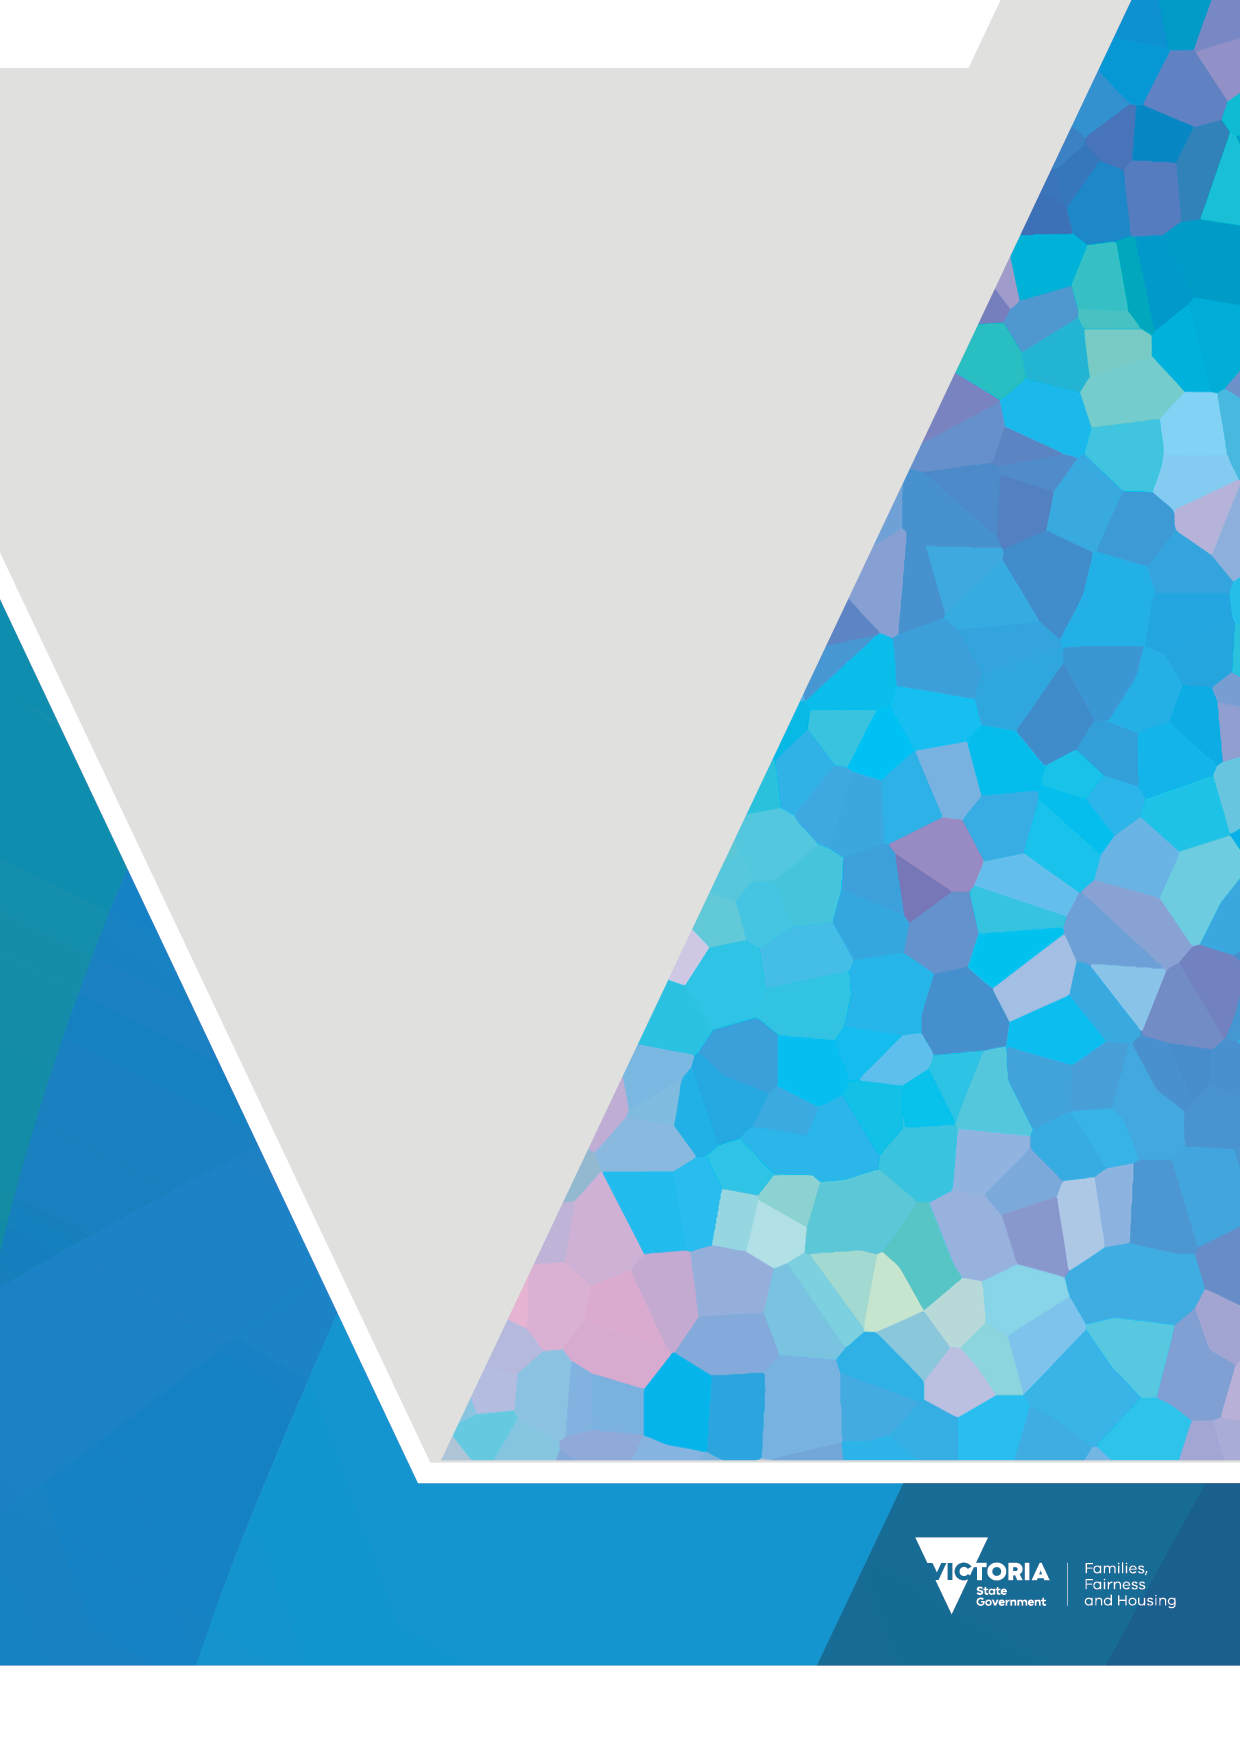 VICTORIA
State
Government
Families,
Fairness
and Housing